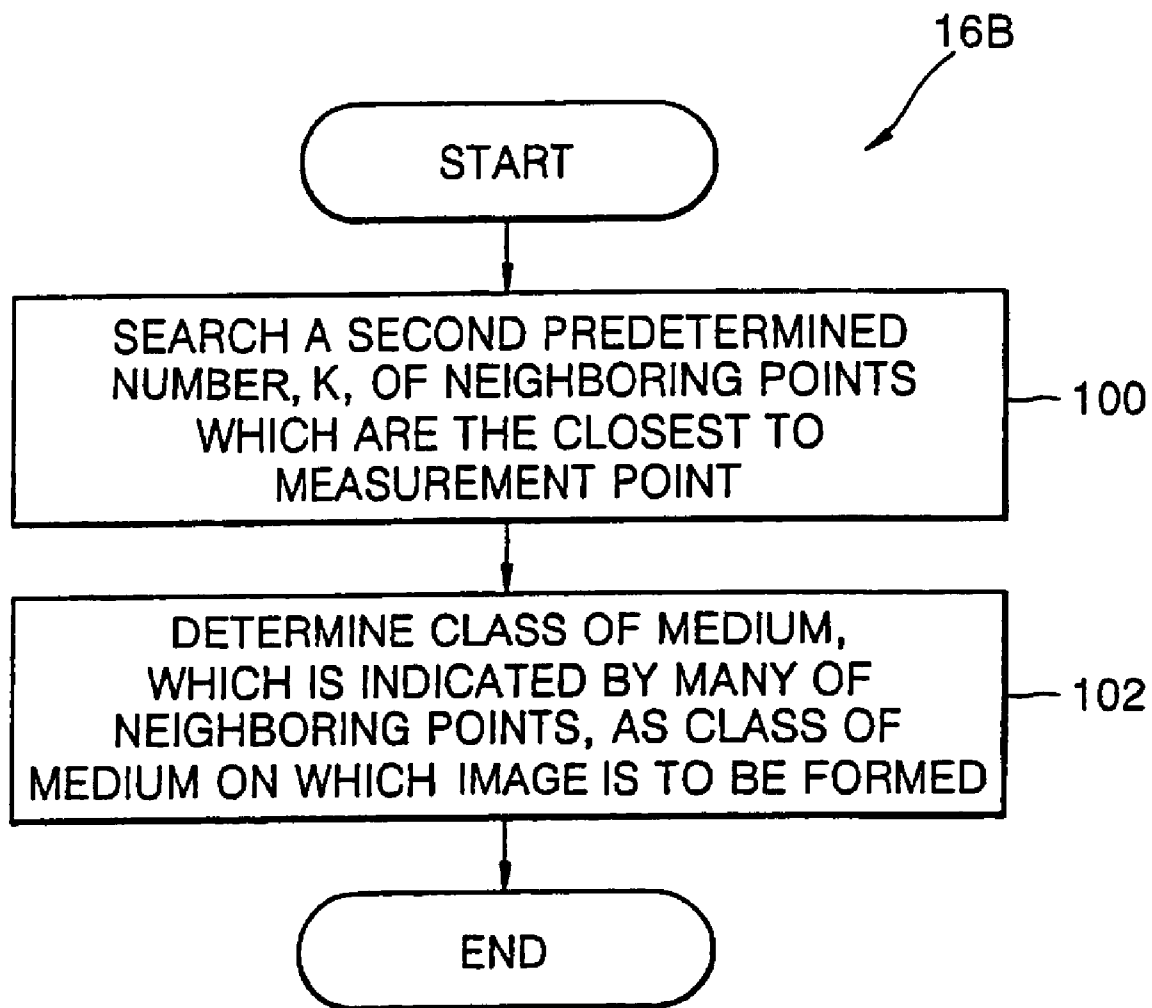 16B
START
SEARCH A SECOND PREDETERMINED
NUMBER, K, OF NEIGHBORING POINTS
WHICH ARE THE CLOSEST TO
MEASUREMENT POINT
100
DETERMINE CLASS OF MEDIUM,
WHICH IS INDICATED BY MANY OF
NEIGHBORING POINTS, AS CLASS OF
MEDIUM ON WHICH IMAGE IS TO BE FORMED
102
END